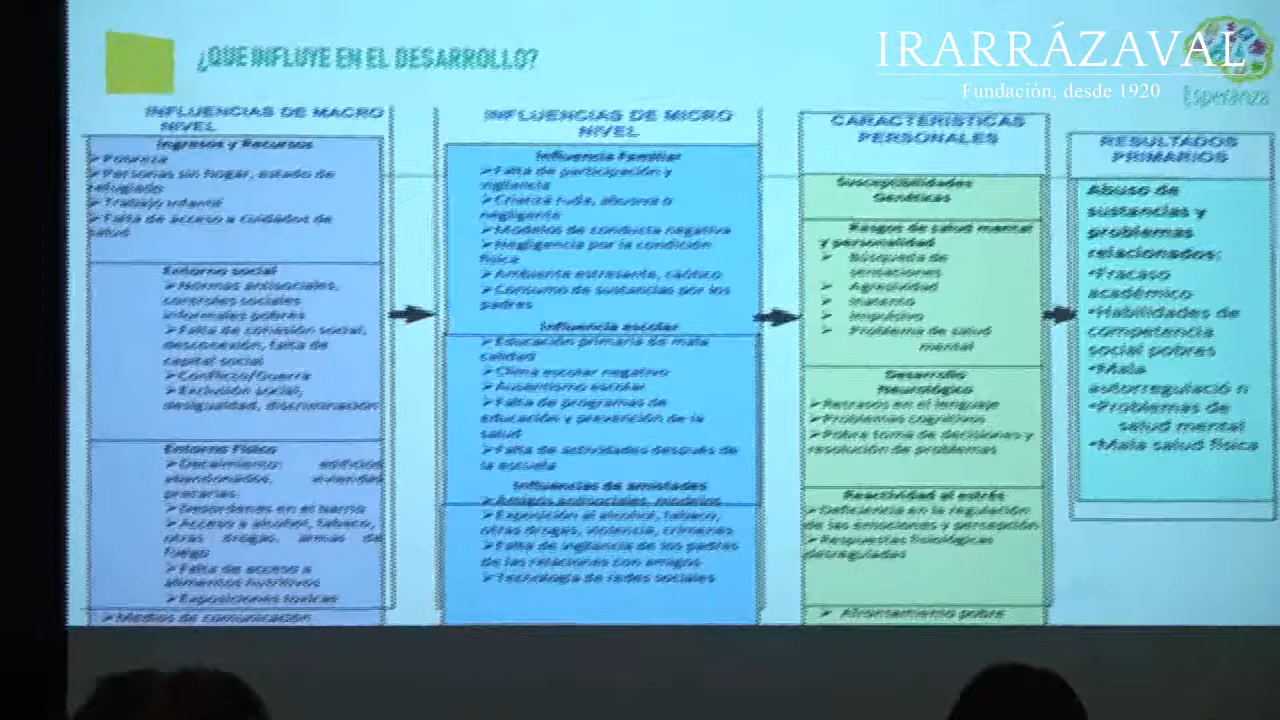 ¿QUE INFLUYE EN EL DESARROLLO?
IRARRÁZAVAL
Fundación, desde 1920
Esperanza
INFLUENCIAS DE MACRO
NIVEL
Ingresos y Recursos
➤Pobreza
➤Personas sin hogar, estado de
refugiado
➤Trabajo infantil
➤Falta de acceso a cuidados de
salud
Entorno social
➤Normas antisociales,
controles sociales
informales pobres
➤Falta de cohesión social,
desconexión, falta de
capital social
➤Conflicto/Guerra
➤Exclusión social,
desigualdad, discriminación
Entorno Físico
➤Decaimiento: edificios
abandonados, viviendas
precarias.
➤Desórdenes en el barrio
➤Acceso a alcohol, tabaco,
otras drogas, armas de
fuego
➤Falta de acceso a
alimentos nutritivos
➤Exposiciones tóxicas
➤Medios de comunicación
INFLUENCIAS DE MICRO
NIVEL
Influencia Familiar
➤Falta de participación y
vigilancia
➤Crianza ruda, abusiva o
negligente
➤Modelos de conducta negativa
➤Negligencia por la condición
física
➤Ambiente estresante, caótico
➤Consumo de sustancias por los
padres
Influencia escolar
➤Educación primaria de mala
calidad
➤Clima escolar negativo
➤Ausentismo escolar
➤Falta de programas de
educación y prevención de la
salud
➤Falta de actividades después de
la escuela
Influencias de amistades
➤Amigos antisociales, modelos
➤Exposición al alcohol, tabaco,
otras drogas, violencia, crímenes
➤Falta de vigilancia de los padres
de las relaciones con amigos
➤Tecnología de redes sociales
CARACTERISTICAS
PERSONALES
Susceptibilidades
Genéticas
Rasgos de salud mental
y personalidad
➤ Búsqueda de
sensaciones
➤ Agresividad
➤ Inatento
➤ Impulsivo
➤ Problema de salud
mental
Desarrollo
Neurológico
➤Retrasos en el lenguaje
➤Problemas cognitivos
➤Pobre toma de decisiones y
resolución de problemas
Reactividad al estrés
➤Deficiencia en la regulación
de las emociones y percepción
➤Respuestas fisiológicas
desreguladas
➤ Afrontamiento pobre
RESULTADOS
PRIMARIOS
Abuso de
sustancias y
problemas
relacionados:
•Fracaso
académico
•Habilidades de
competencia
social pobres
•Mala
autorregulació n
•Problemas de
salud mental
•Mala salud física